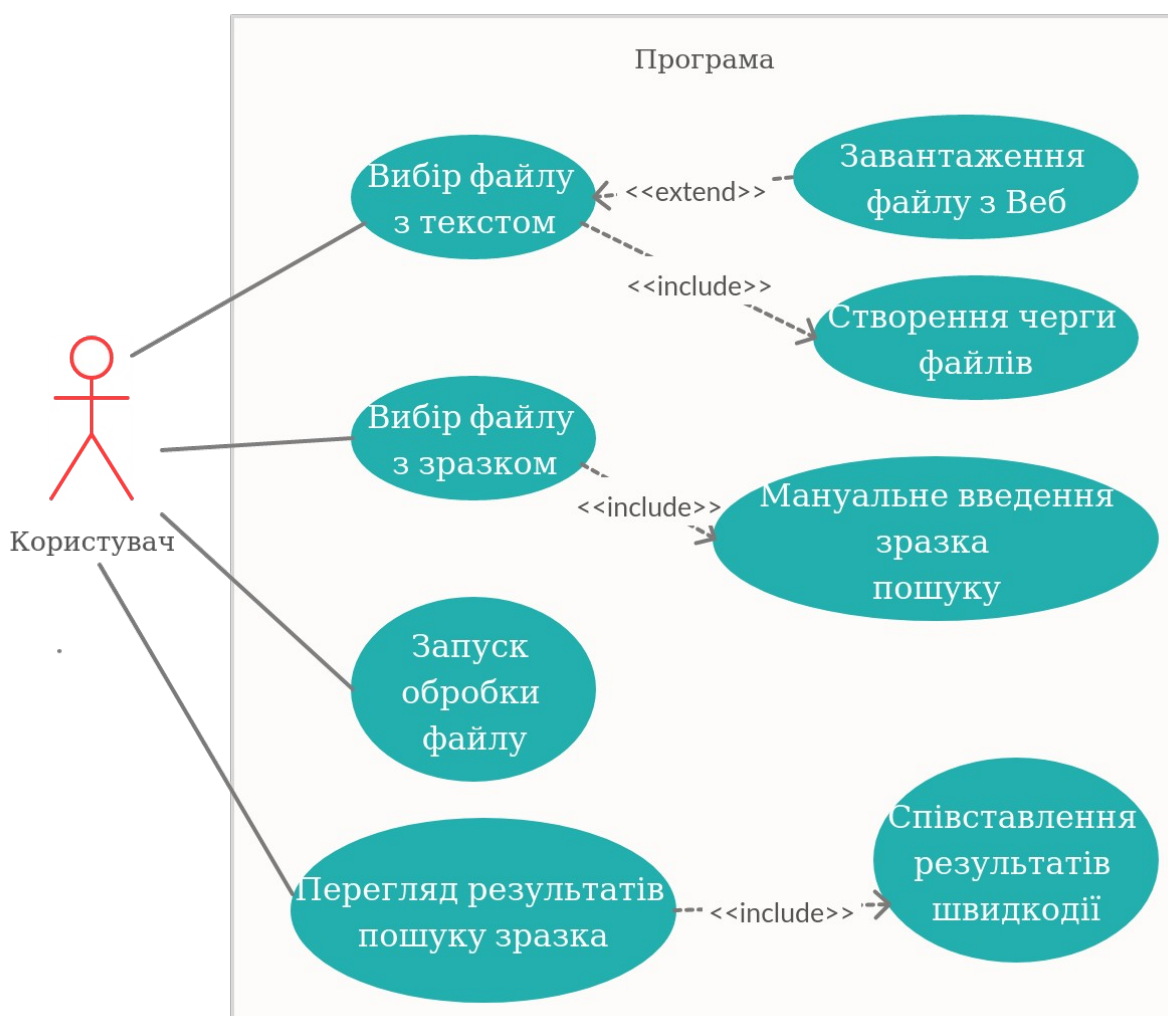 Програма
Вибір файлу
з текстом
<<extend>>
Завантаження
файлу з Веб
<<include>>
Створення черги
файлів
Вибір файлу
з зразком
<<include>>
Мануальне введення
зразка
пошуку
Користувач
Запуск
обробки
файлу
Перегляд результатів
пошуку зразка
<<include>>
Співставлення
результатів
швидкодії